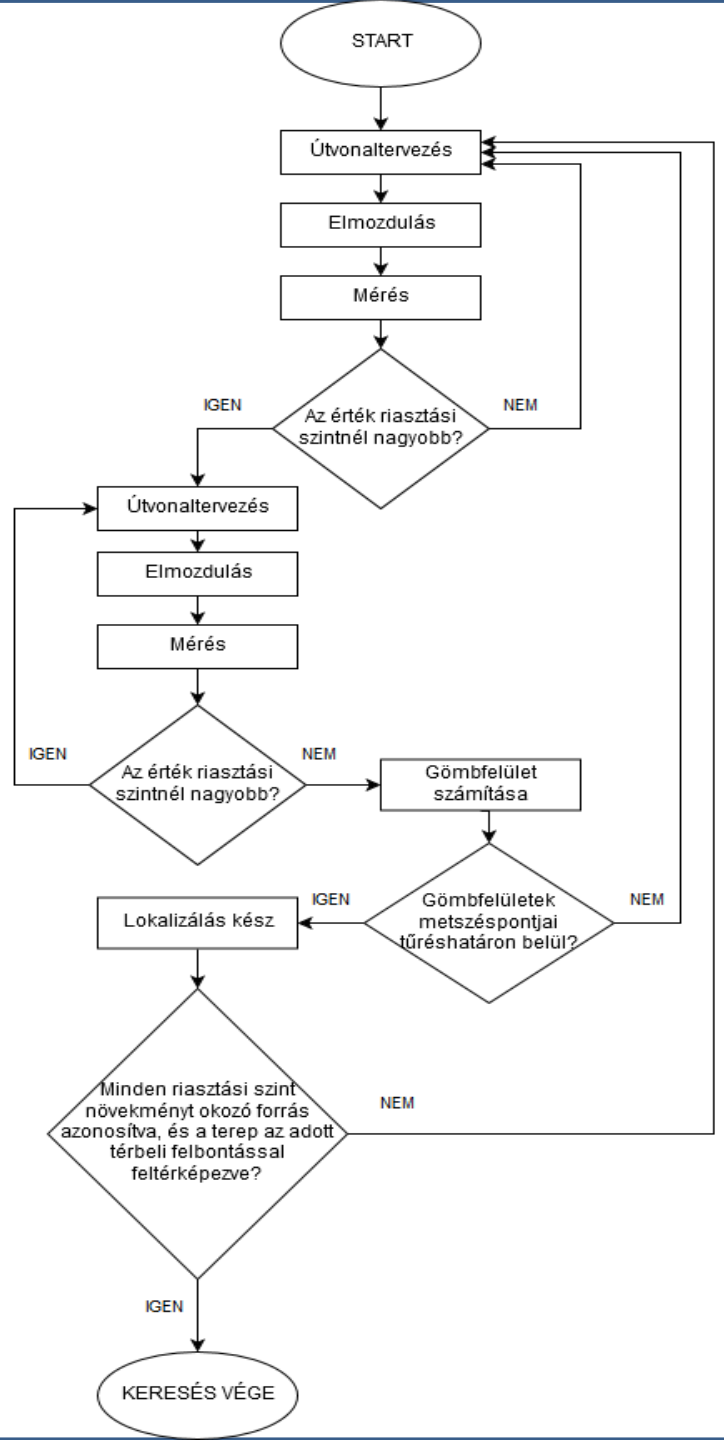 START
Útvonaltervezés
Elmozdulás
Mérés
IGEN
NEM
Az érték riasztási
szintnél nagyobb?
Útvonaltervezés
Elmozdulás
Mérés
IGEN
NEM
Az érték riasztási
szintnél nagyobb?
Gömbfelület
számítása
IGEN
NEM
Gömbfelületek
metszéspontjai
tűréshatáron belül?
Lokalizálás kész
Minden riasztási szint
növekményt okozó forrás
azonosítva, és a terep az adott
térbeli felbontással
feltérképezve?
NEM
IGEN
KERESÉS VÉGE